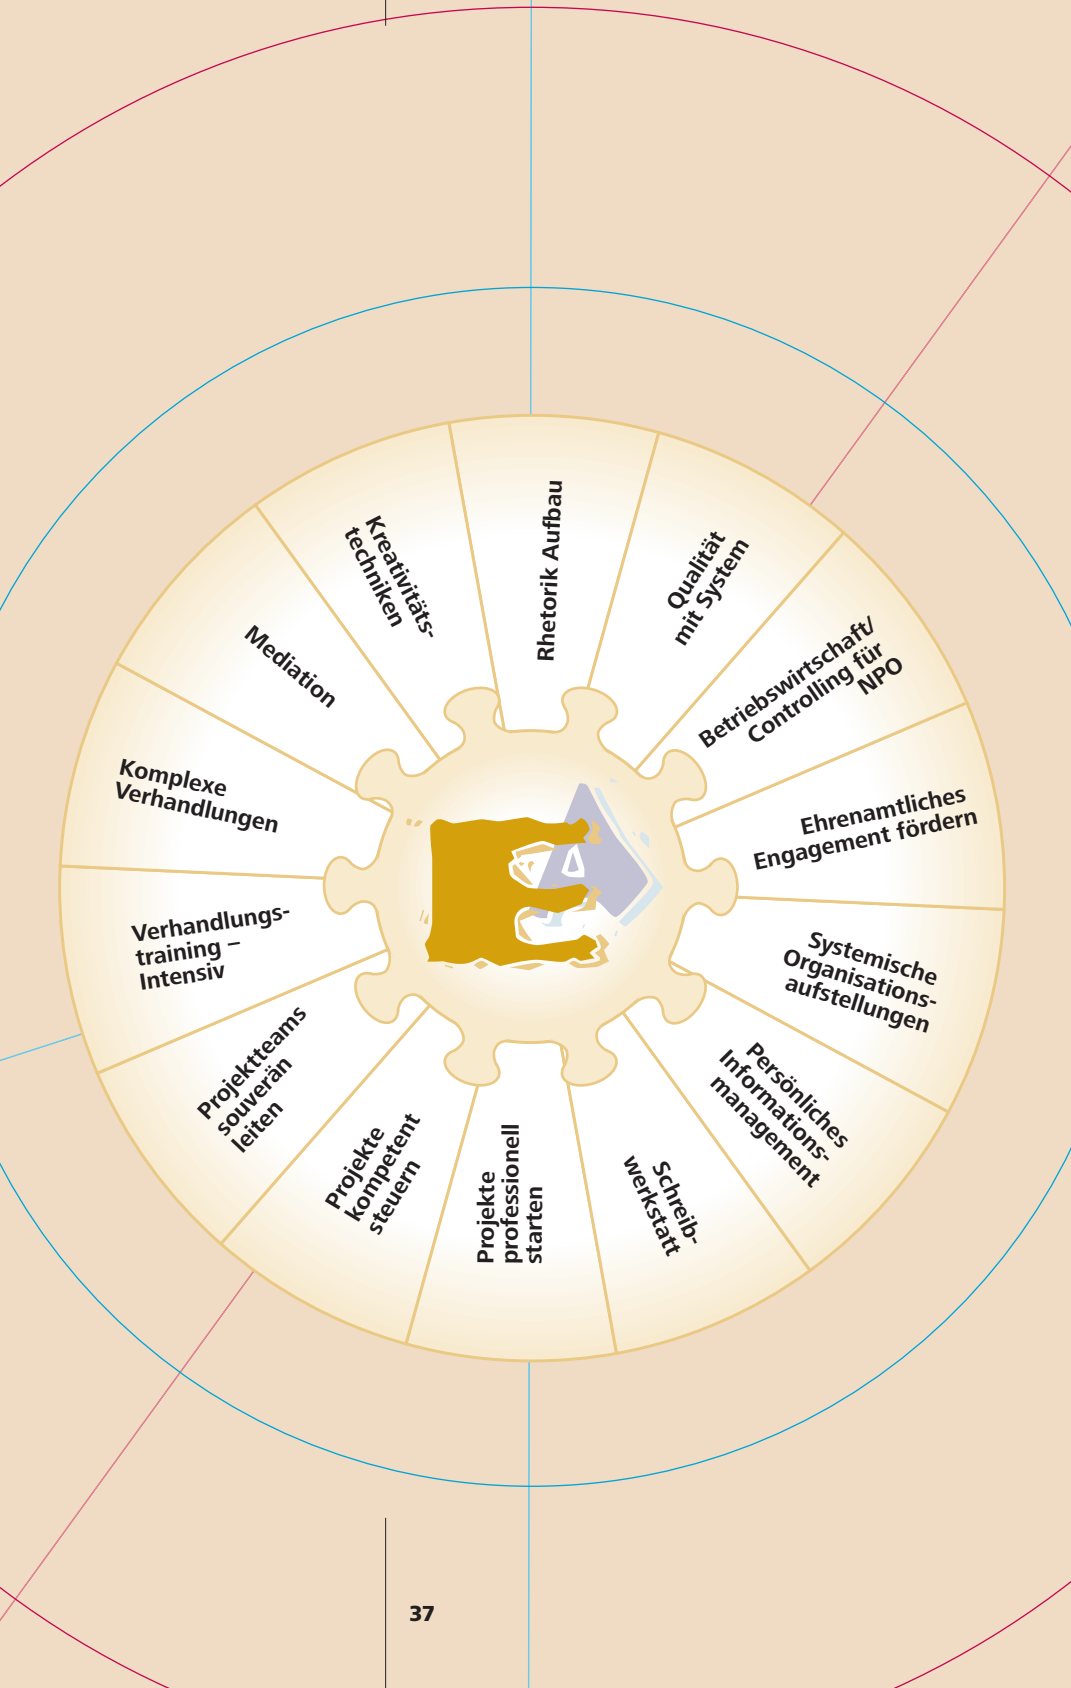 Rhetorik Aufbau
Qualität
mit System
Betriebswirtschaft/
Controlling für
NPO
Ehrenamtliches
Engagement fördern
Systemische
Organisations-
aufstellungen
Persönliches
Informations-
management
Schreib-
werkstatt
Projekte
professionell
starten
Projekte
kompetent
steuern
Projektteams
souverän
leiten
Verhandlungs-
training –
Intensiv
Komplexe
Verhandlungen
Mediation
Kreativitäts-
techniken
37